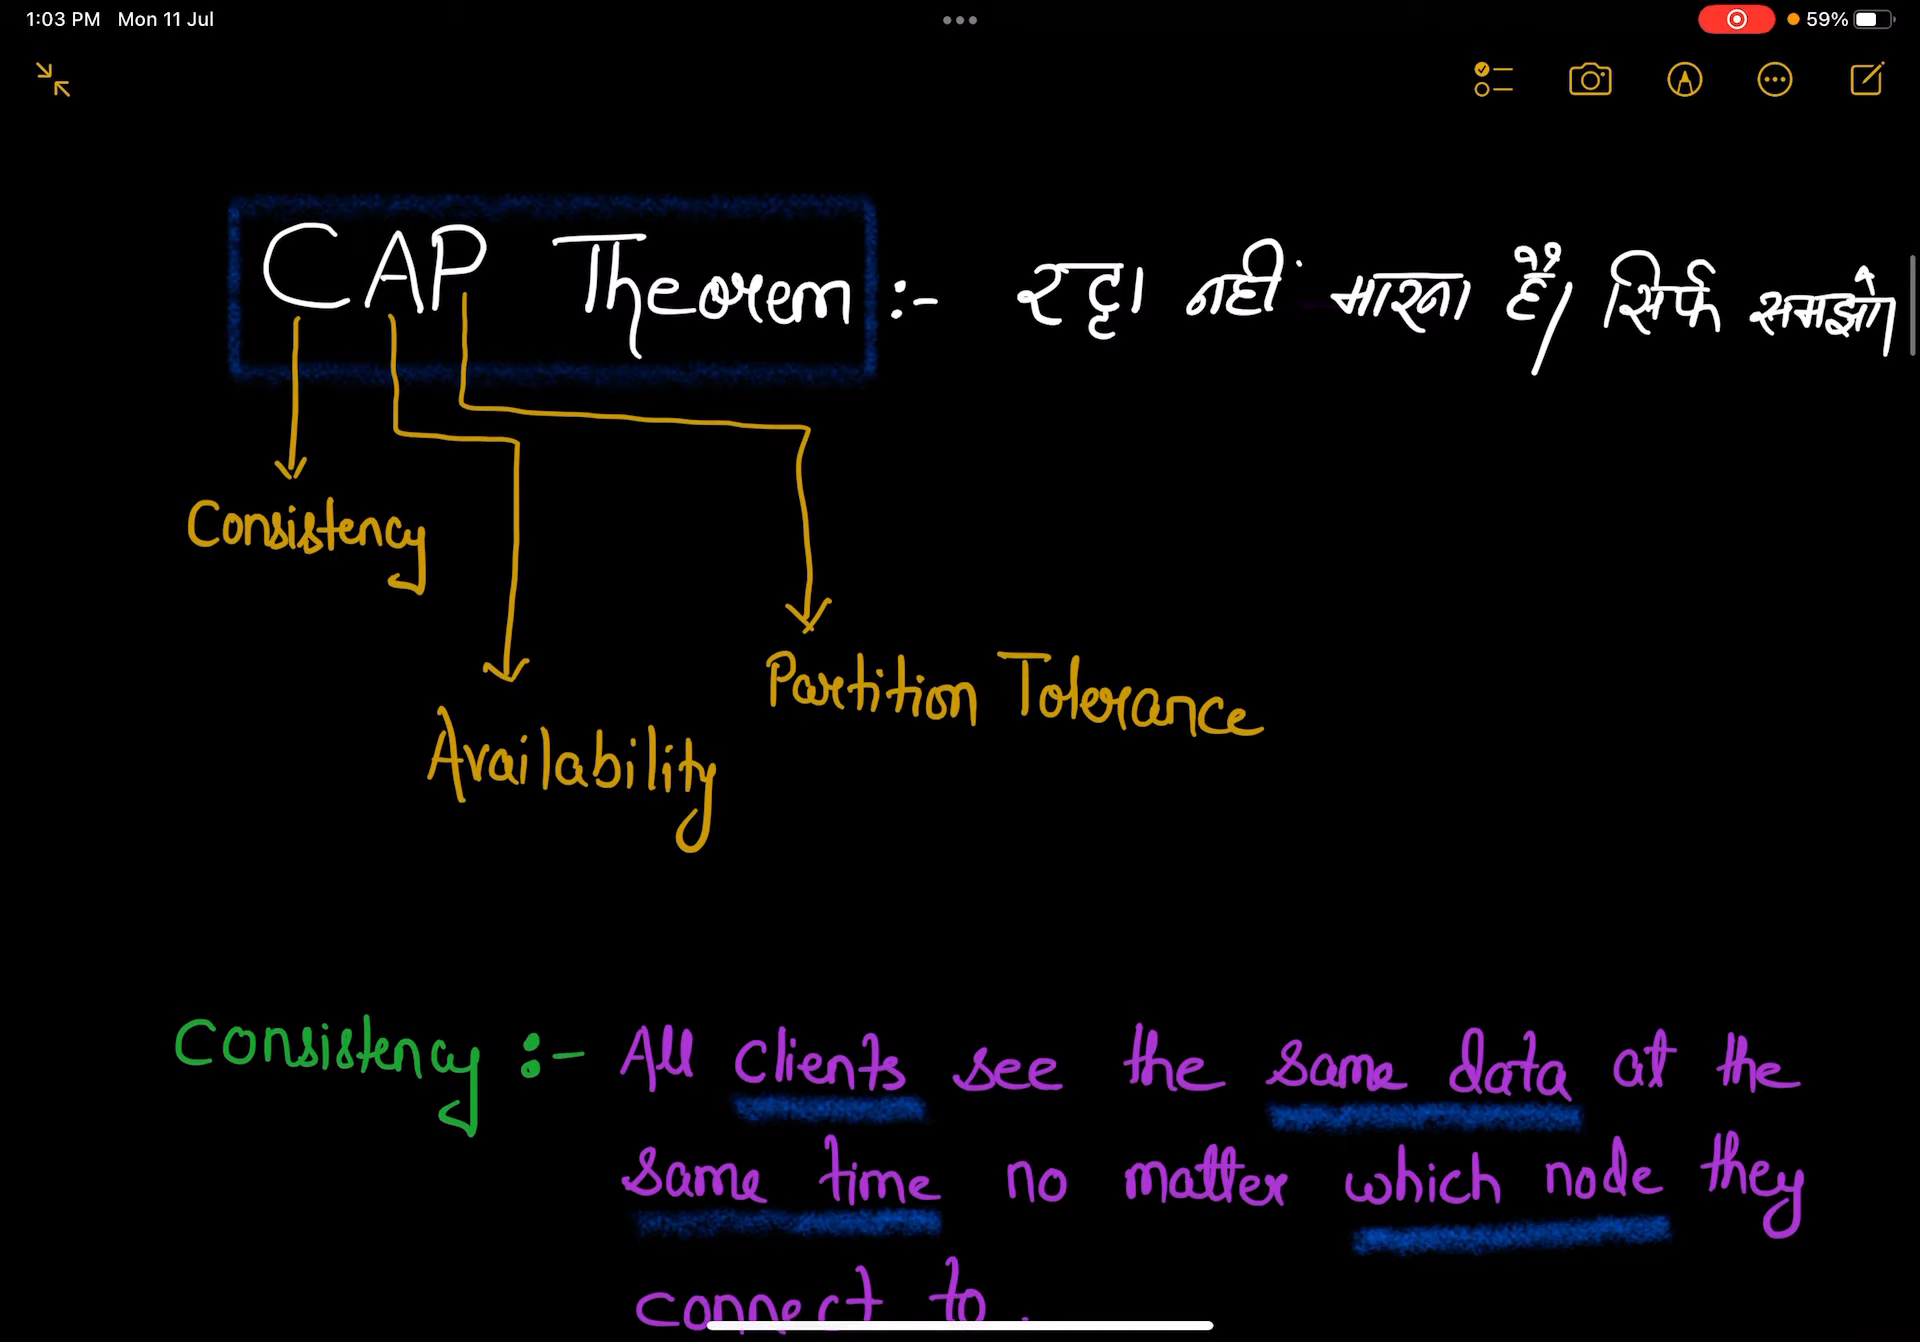 1:03 PM Mon 11 Jul
59%
CAP Theorem :- रट्टा नहीं मारना हैं। सिर्फ समझो।
Consistency
Partition Tolerance
Availability
Consistency :- All clients see the same data at the
same time no matter which node they
connect to.